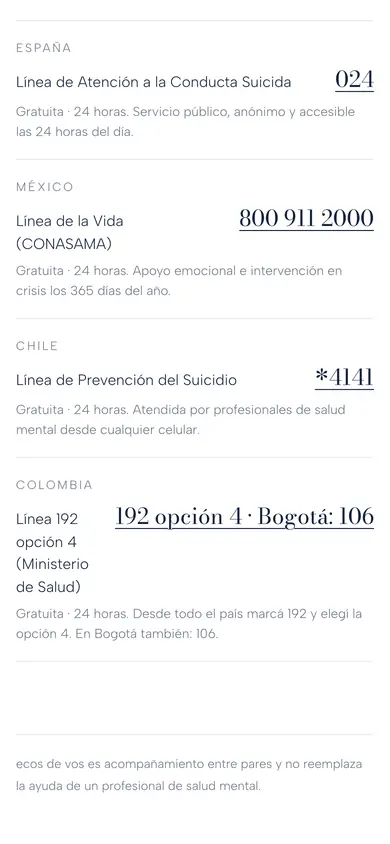 ESPAÑA
Línea de Atención a la Conducta Suicida 024
Gratuita · 24 horas. Servicio público, anónimo y accesible
las 24 horas del día.
MÉXICO
Línea de la Vida 800 911 2000
(CONASAMA)
Gratuita · 24 horas. Apoyo emocional e intervención en
crisis los 365 días del año.
CHILE
Línea de Prevención del Suicidio *4141
Gratuita · 24 horas. Atendida por profesionales de salud
mental desde cualquier celular.
COLOMBIA
Línea 192 192 opción 4 · Bogotá: 106
opción 4
(Ministerio
de Salud)
Gratuita · 24 horas. Desde todo el país marcá 192 y elegí la
opción 4. En Bogotá también: 106.
ecos de vos es acompañamiento entre pares y no reemplaza
la ayuda de un profesional de salud mental.